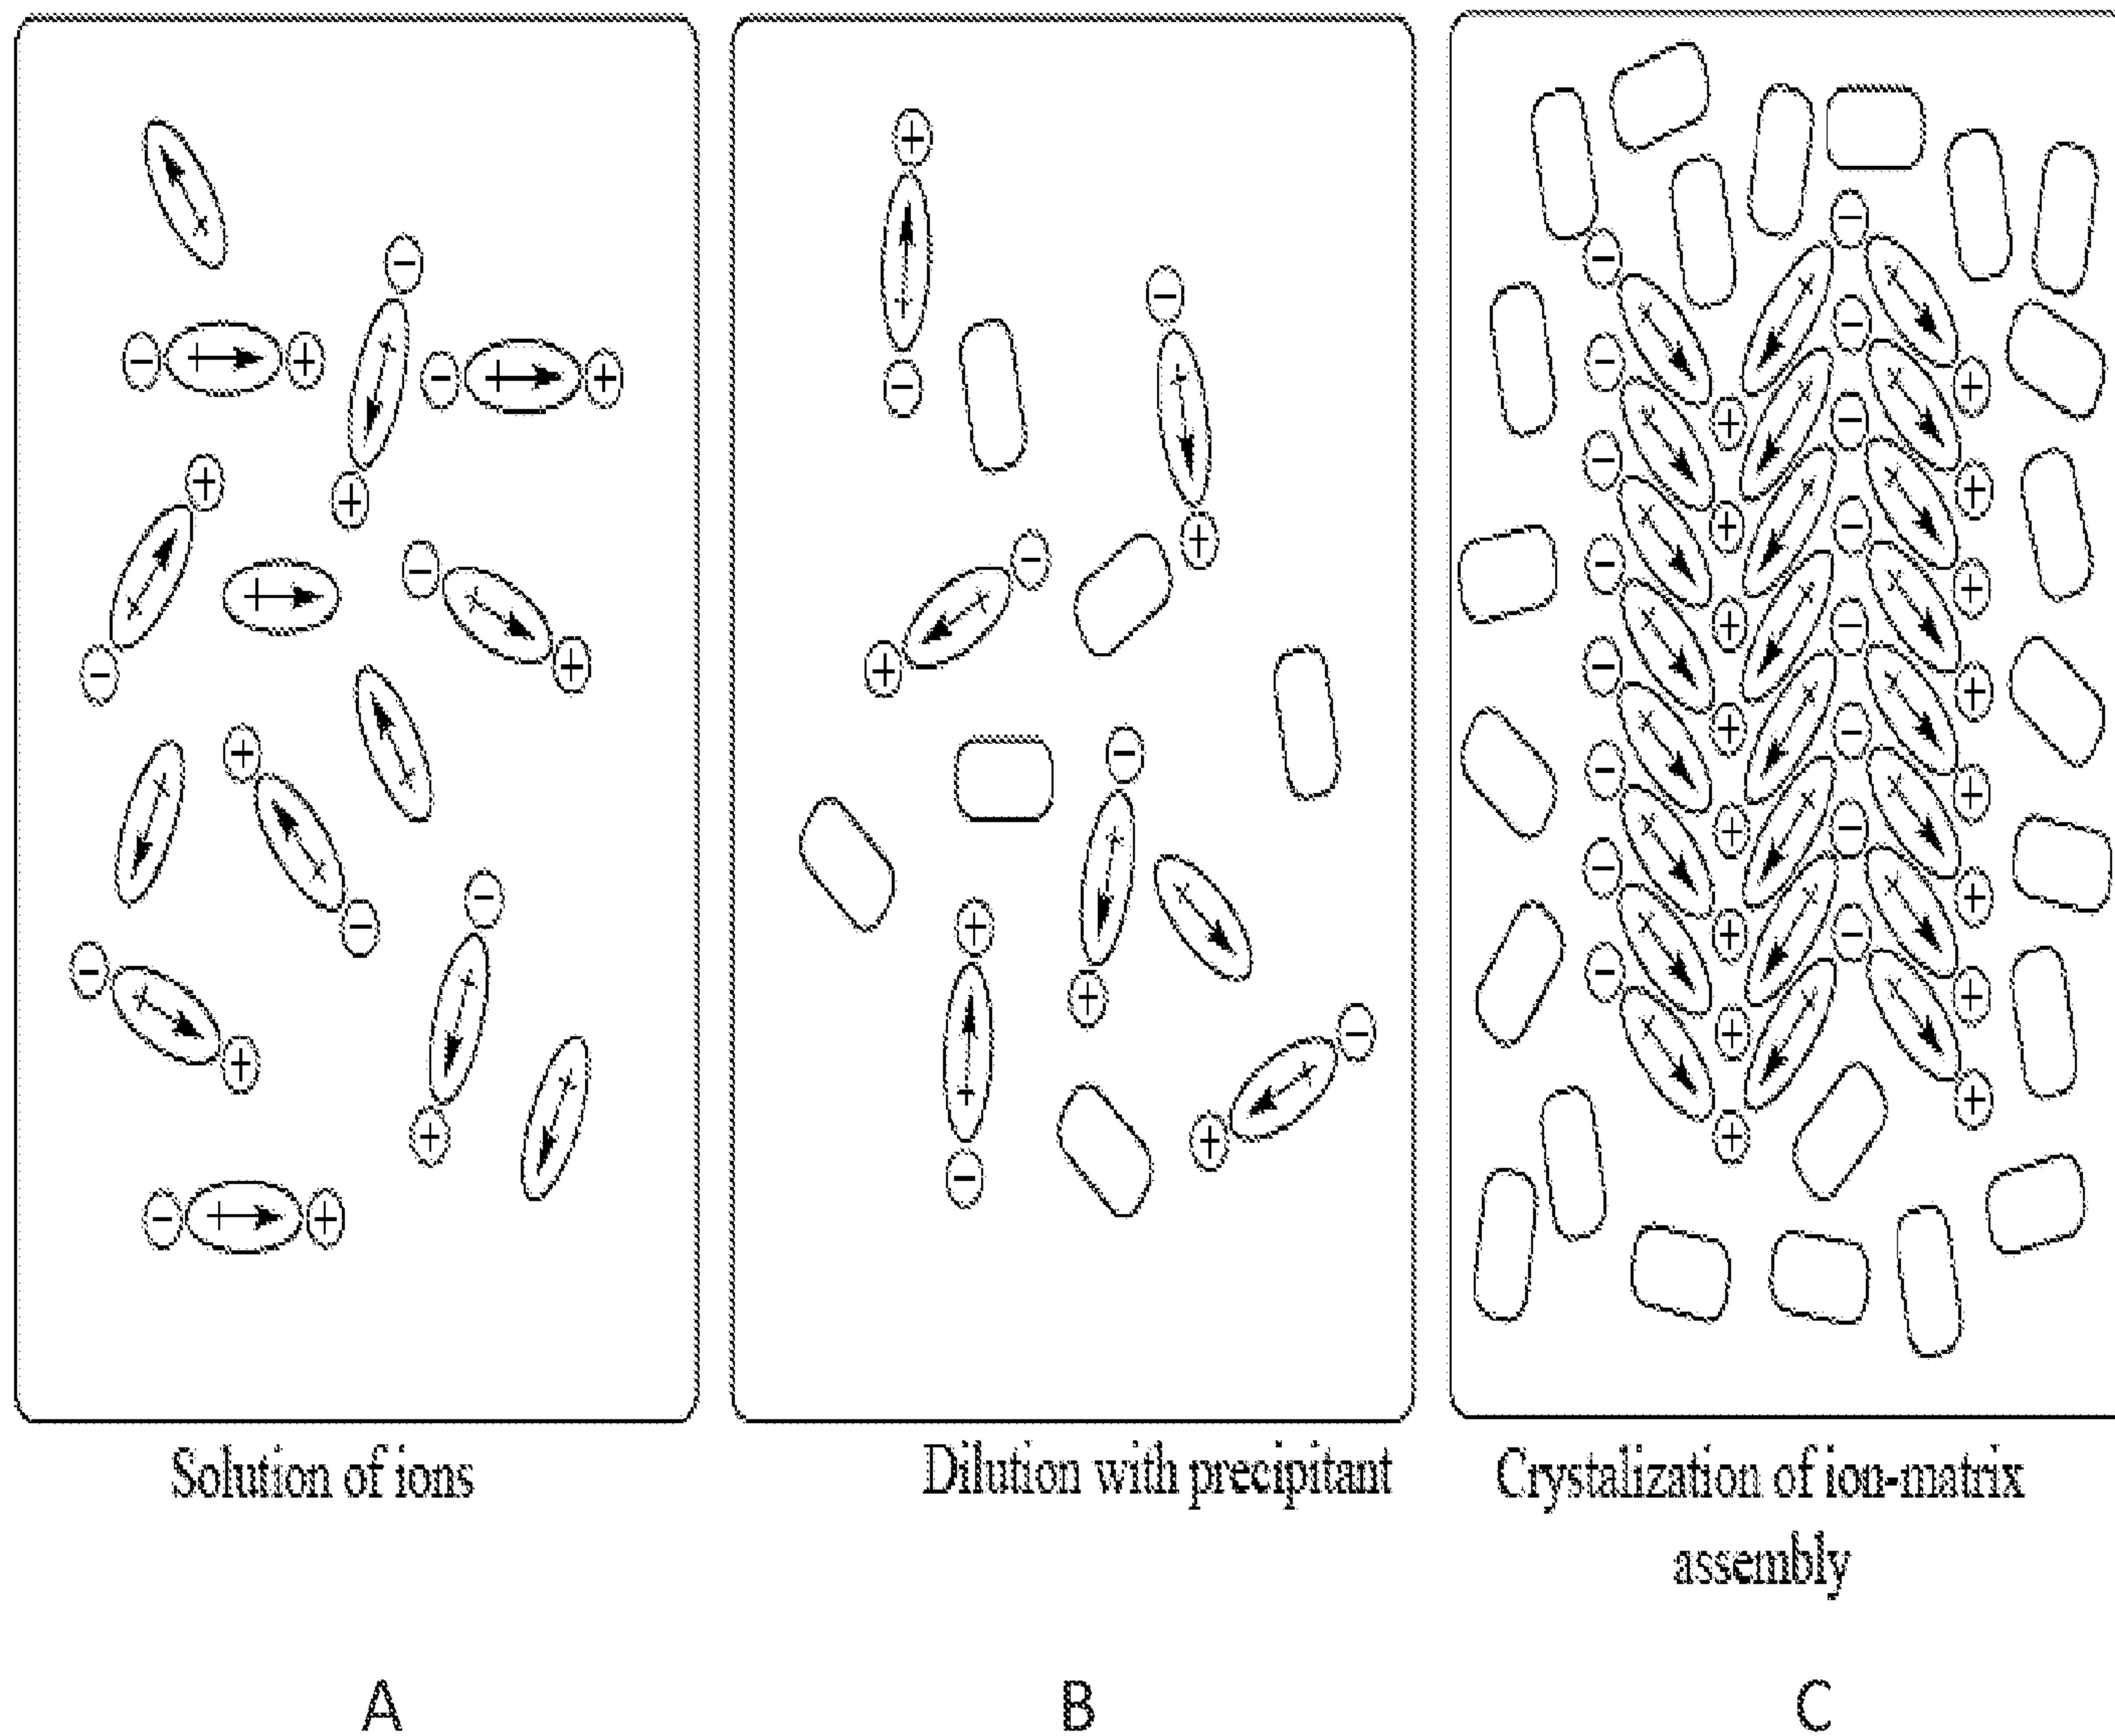 Solution of ions
Dilution with precipitant
Crystalization of ion-matrix
assembly
A
B
C